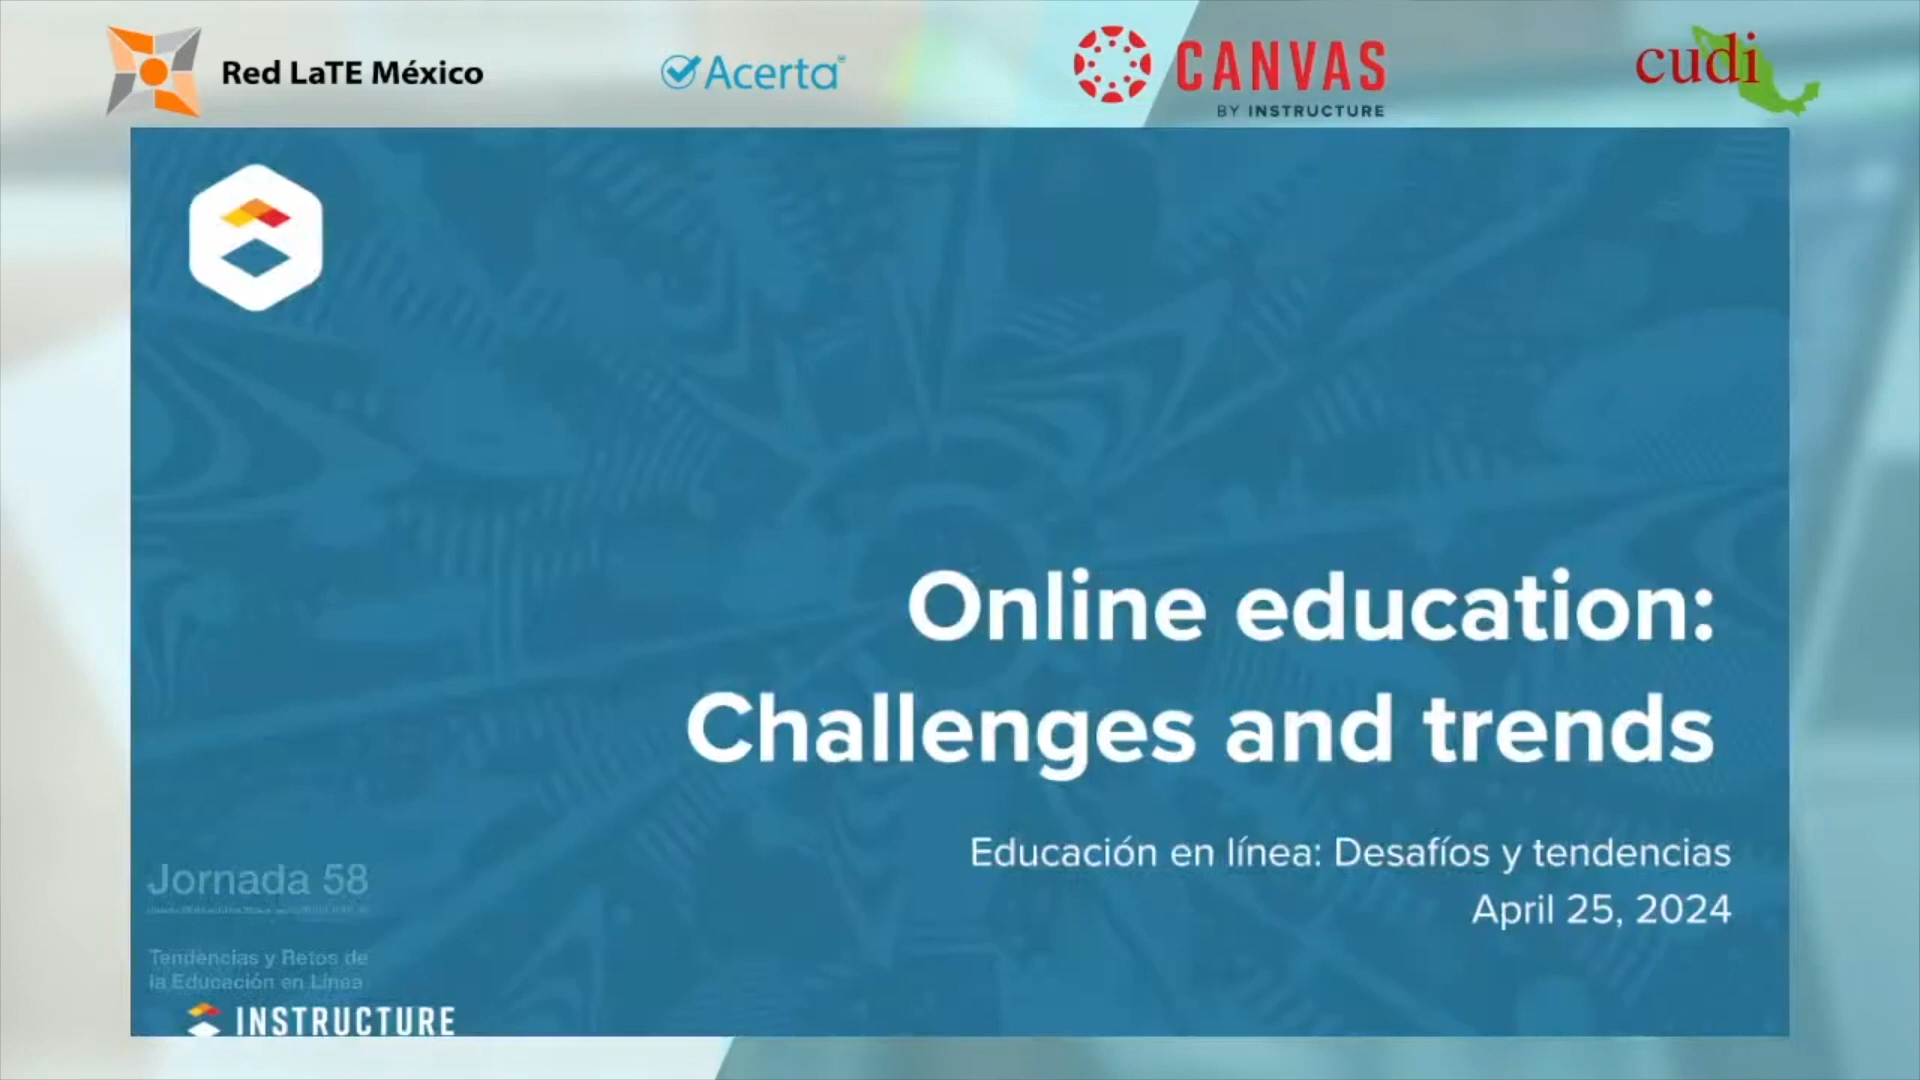 Red LaTE México
Acerta®
CANVAS
BY INSTRUCTURE
cudi
Online education:
Challenges and trends
Educación en línea: Desafíos y tendencias
April 25, 2024
Jornada 58
Tendencias y Retos de
la Educación en Línea
INSTRUCTURE